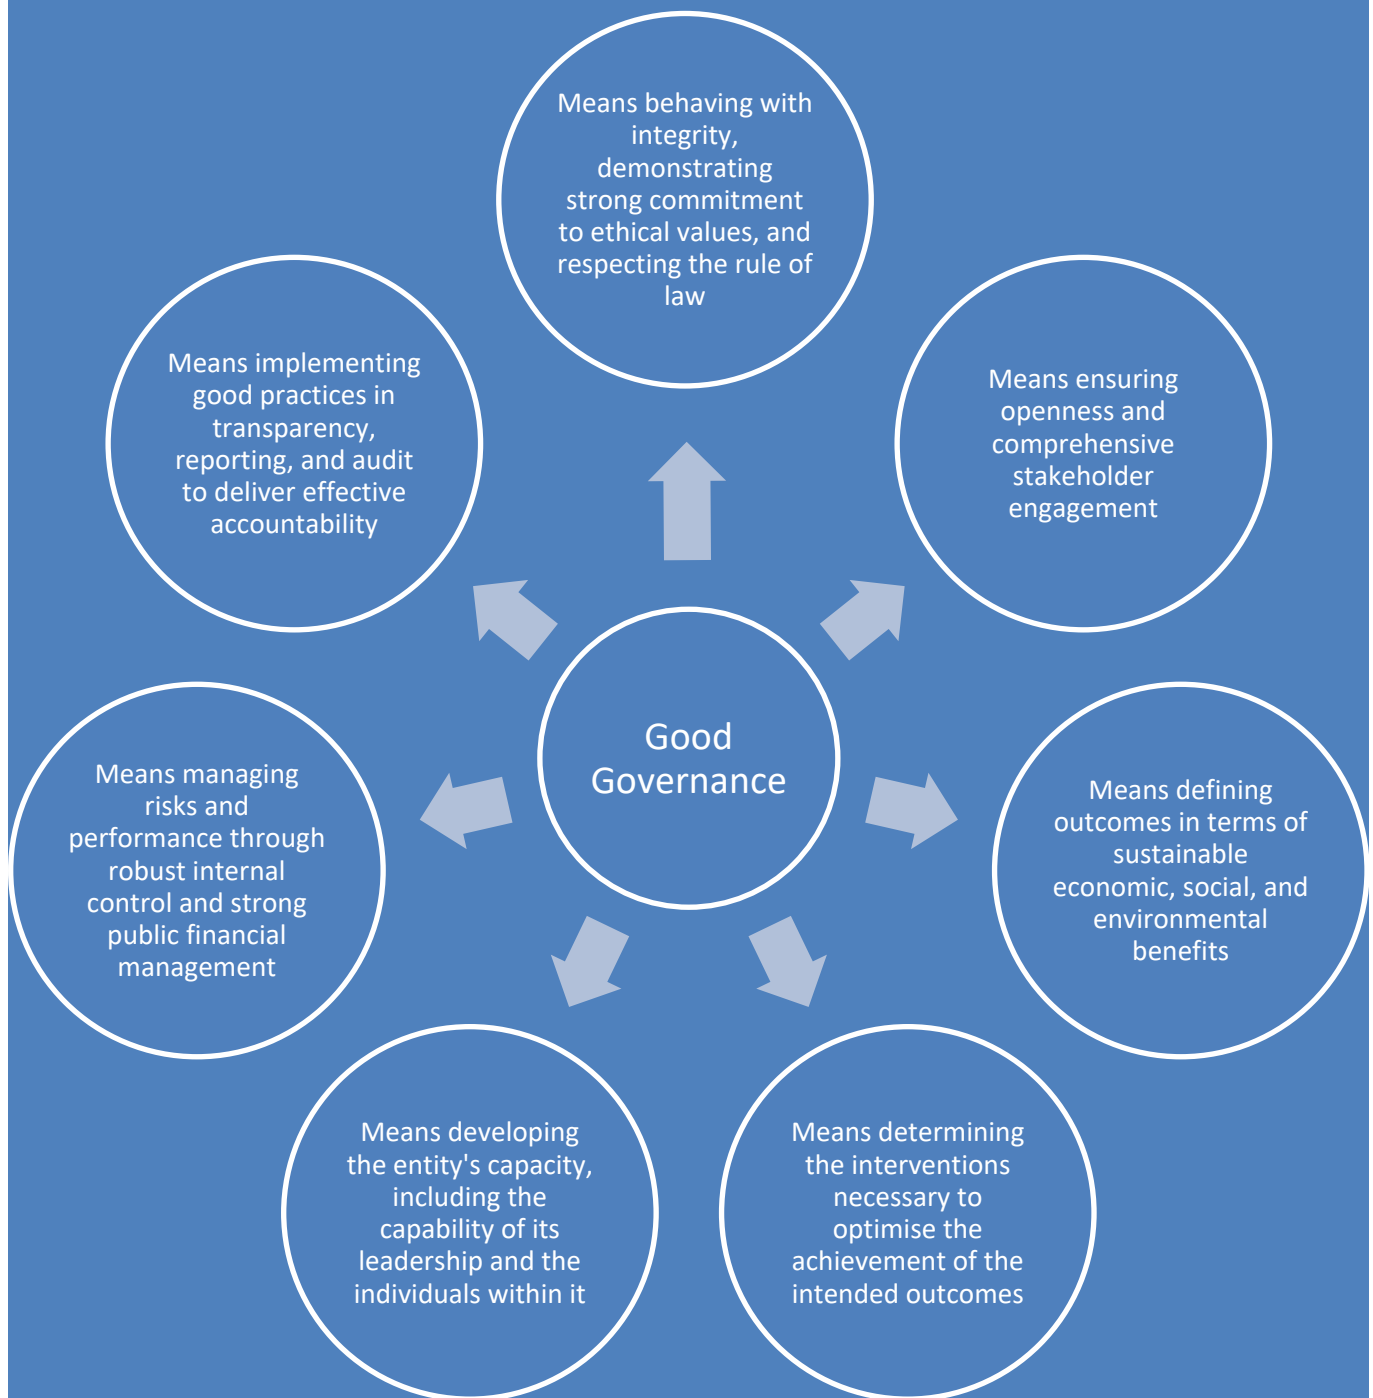 Means behaving with
integrity,
demonstrating
strong commitment
to ethical values, and
respecting the rule of
law
Means ensuring
openness and
comprehensive
stakeholder
engagement
Means defining
outcomes in terms of
sustainable
economic, social, and
environmental
benefits
Means determining
the interventions
necessary to
optimise the
achievement of the
intended outcomes
Means developing
the entity's capacity,
including the
capability of its
leadership and the
individuals within it
Means managing
risks and
performance through
robust internal
control and strong
public financial
management
Means implementing
good practices in
transparency,
reporting, and audit
to deliver effective
accountability
Good
Governance